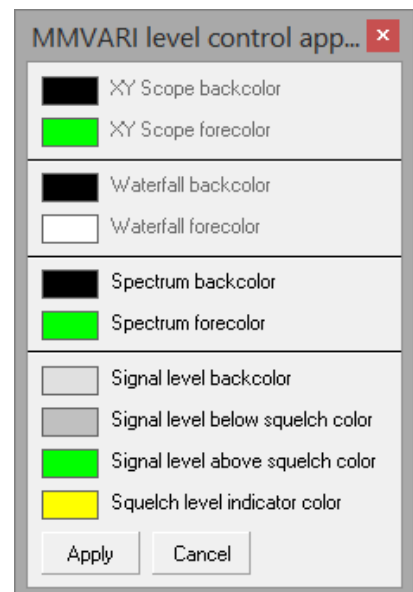 MMVARI level control app...
XY Scope backcolor
XY Scope forecolor
Waterfall backcolor
Waterfall forecolor
Spectrum backcolor
Spectrum forecolor
Signal level backcolor
Signal level below squelch color
Signal level above squelch color
Squelch level indicator color
Apply Cancel